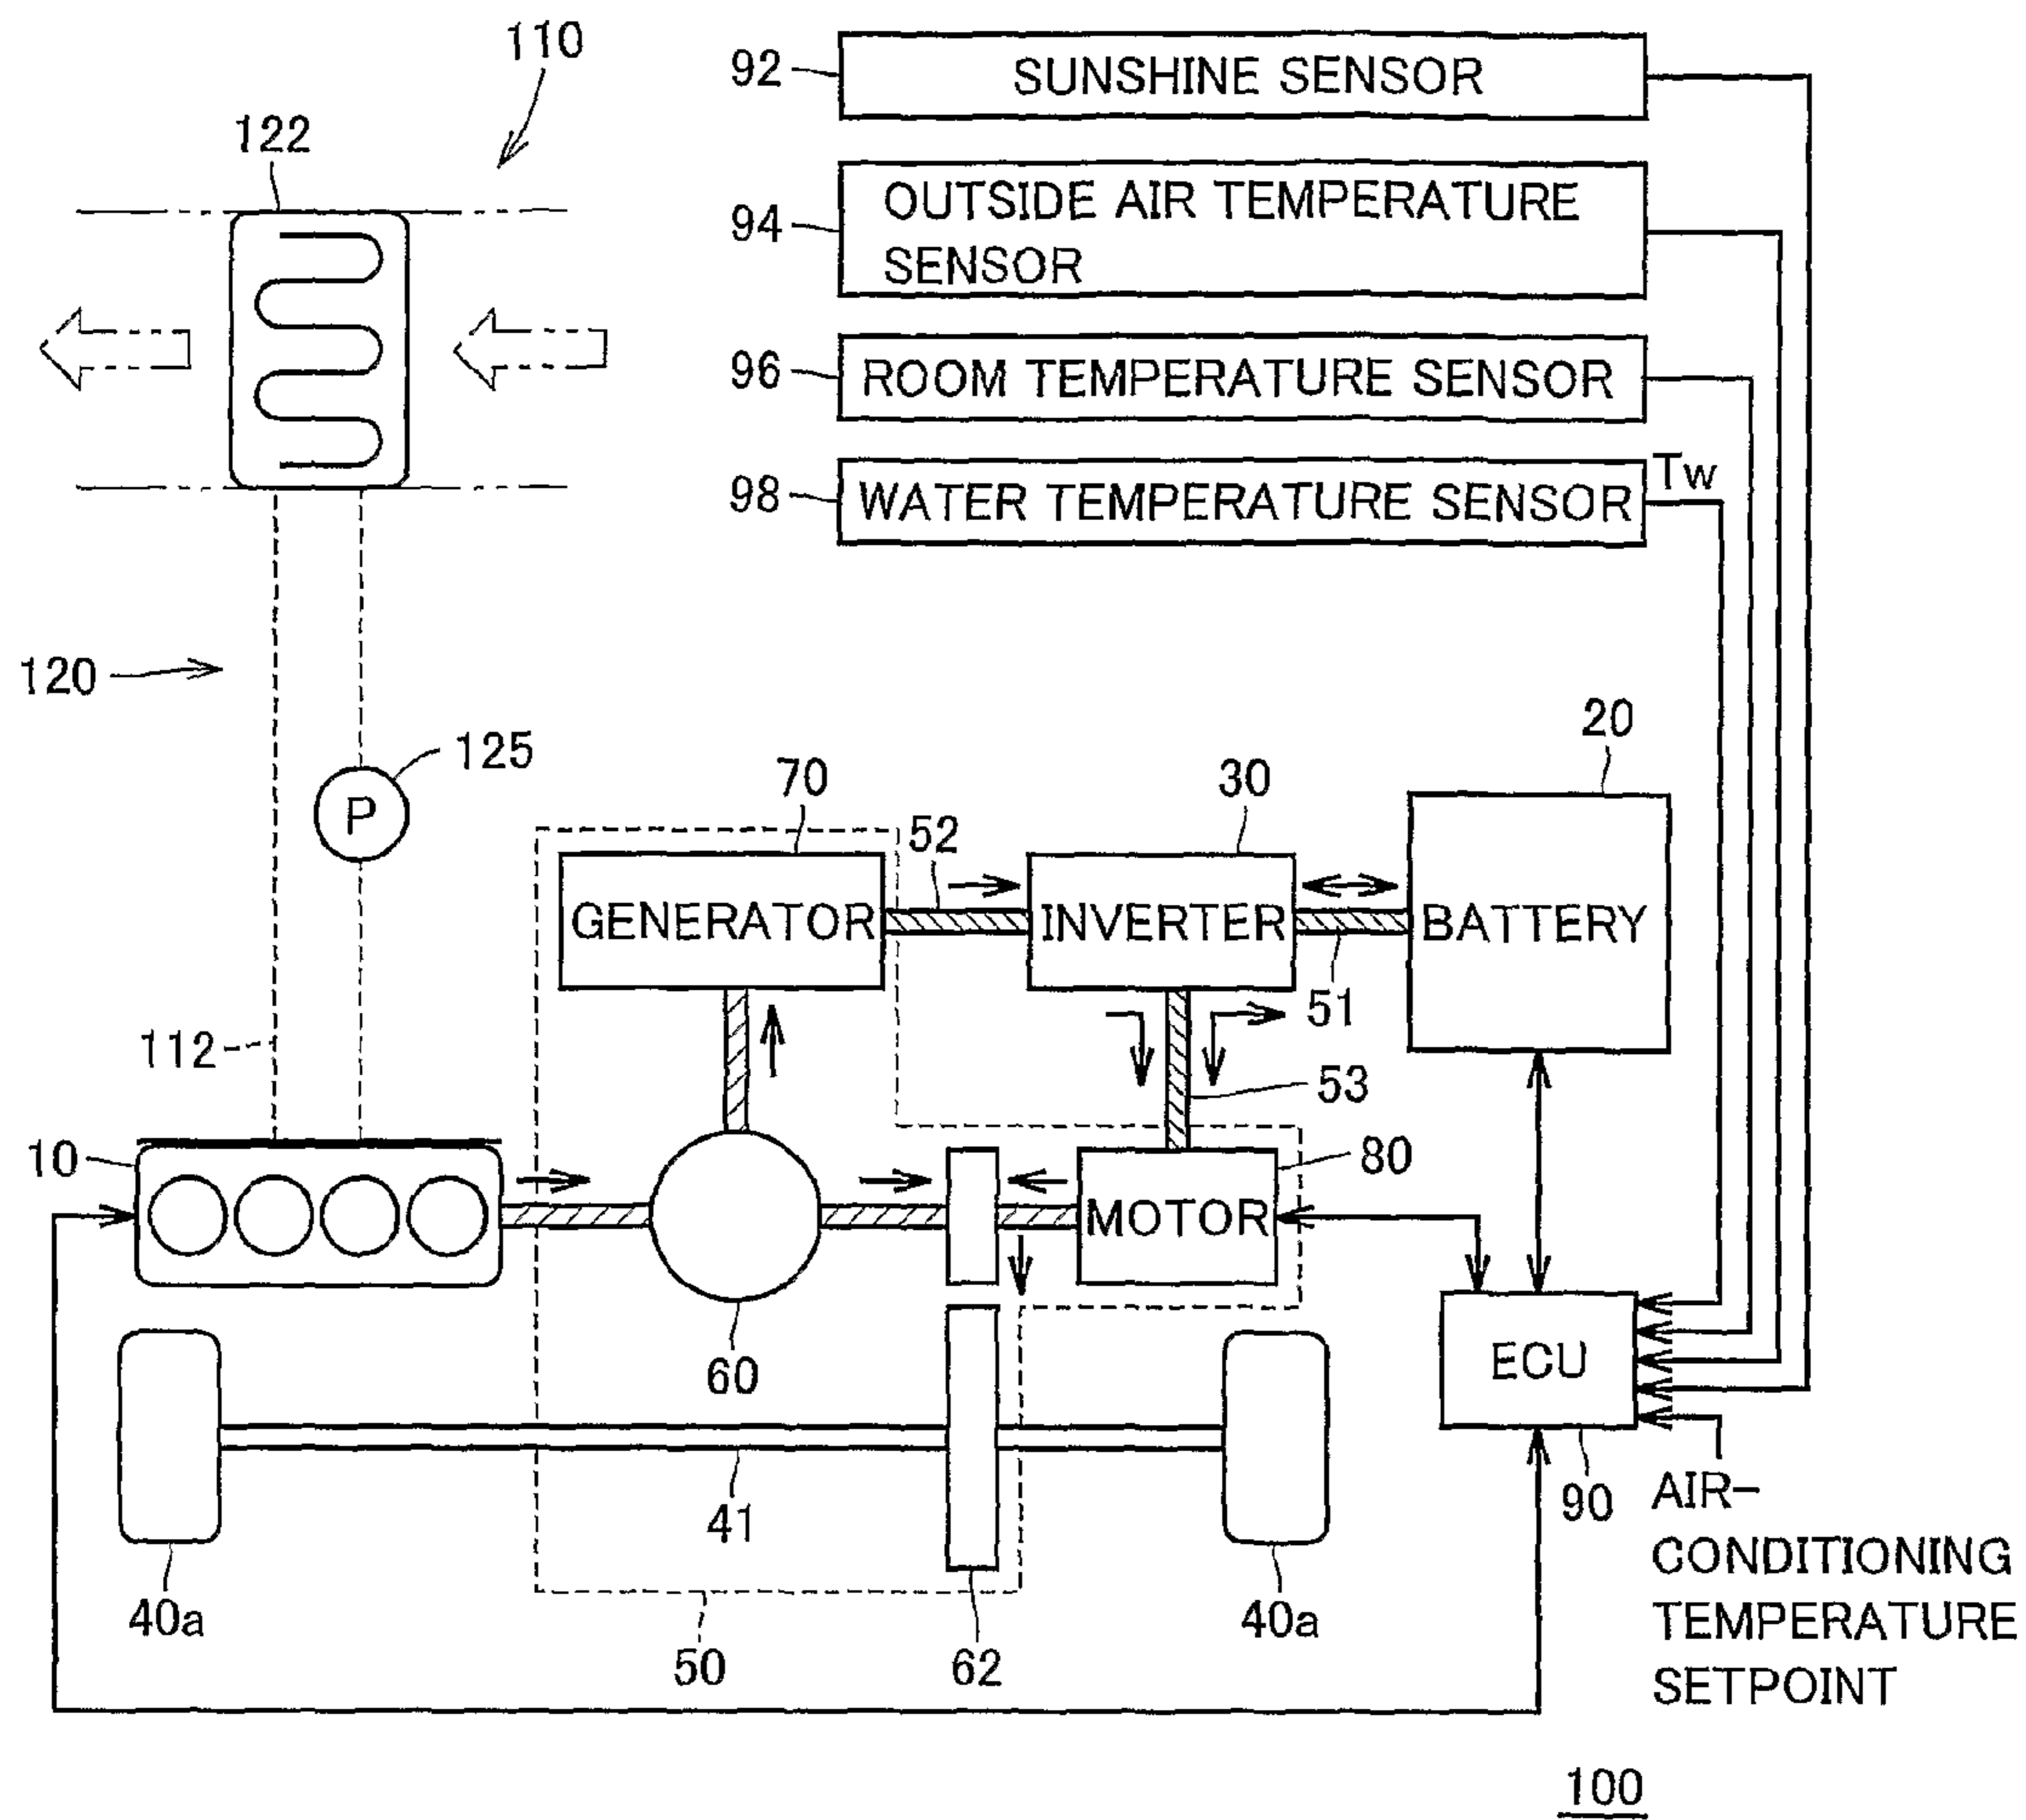 110
92
SUNSHINE SENSOR
122
94
OUTSIDE AIR TEMPERATURE
SENSOR
96
ROOM TEMPERATURE SENSOR
98
WATER TEMPERATURE SENSOR
Tw
120
125
P
70
52
30
20
GENERATOR
INVERTER
BATTERY
51
112
53
10
80
MOTOR
60
ECU
41
90
40a
50
62
40a
AIR-
CONDITIONING
TEMPERATURE
SETPOINT
100